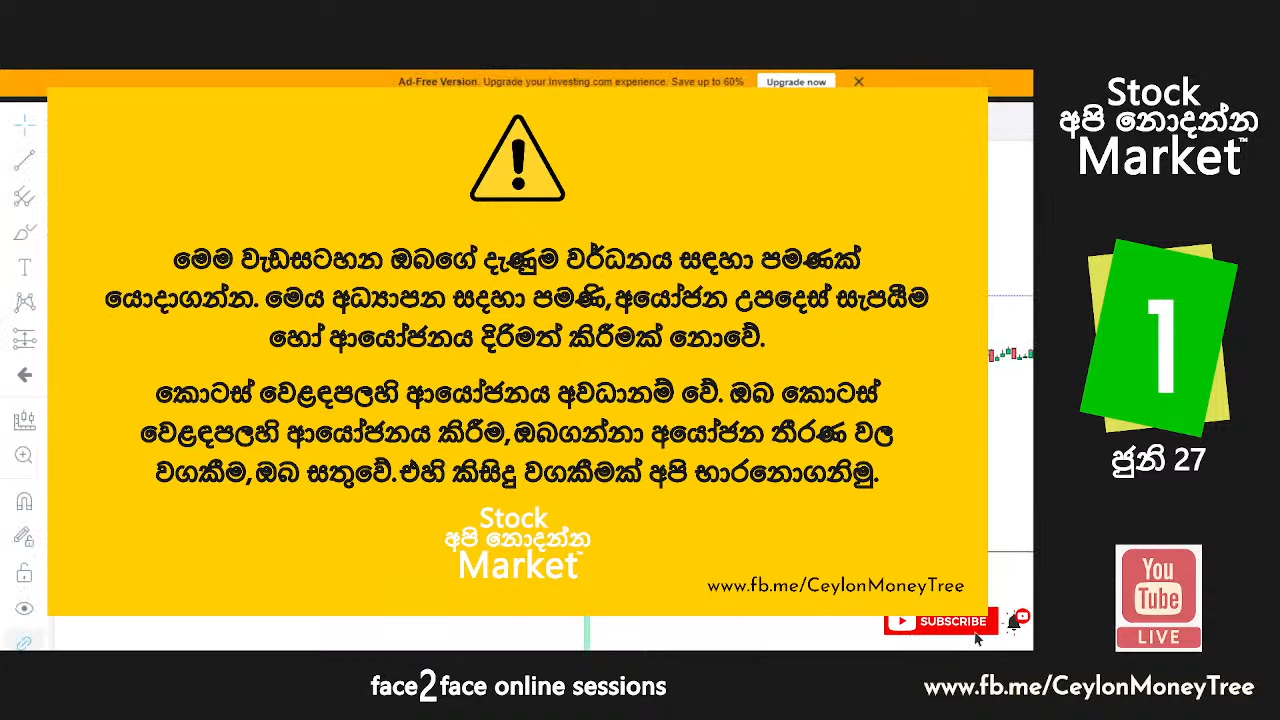 Ad-Free Version. Upgrade your Investing.com experience. Save up to 60% Upgrade now
Stock
අපි නොදන්න
Market™
මෙම වැඩසටහන ඔබගේ දැණුම වර්ධනය සඳහා පමණක්
යොදාගන්න. මෙය අධ්‍යාපන සදහා පමණි, අයෝජන උපදෙස් සැපයීම
හෝ ආයෝජනය දිරිමත් කිරීමක් නොවේ.
කොටස් වෙළඳපලහි ආයෝජනය අවධානම් වේ. ඔබ කොටස්
වෙළඳපලහි ආයෝජනය කිරීම, ඔබගන්නා අයෝජන තීරණ වල
වගකීම, ඔබ සතුවේ. එහි කිසිදු වගකීමක් අපි භාරනොගනිමු.
Stock
අපි නොදන්න
Market™
www.fb.me/CeylonMoneyTree
SUBSCRIBE
1
ජුනි 27
You
Tube
LIVE
face2face online sessions
www.fb.me/CeylonMoneyTree